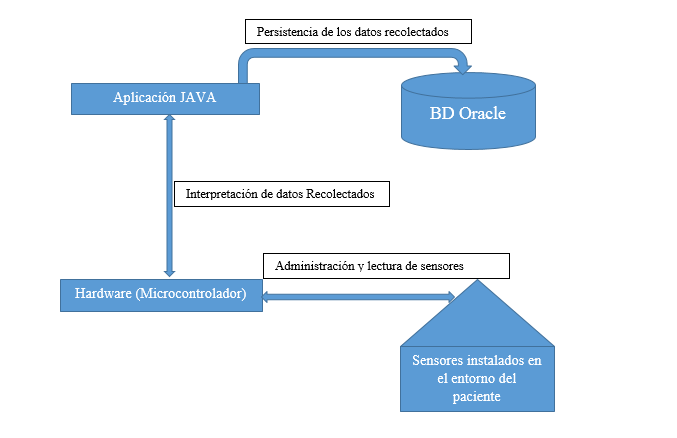 Persistencia de los datos recolectados
Aplicación JAVA
BD Oracle
Interpretación de datos Recolectados
Administración y lectura de sensores
Hardware (Microcontrolador)
Sensores instalados en
el entorno del
paciente